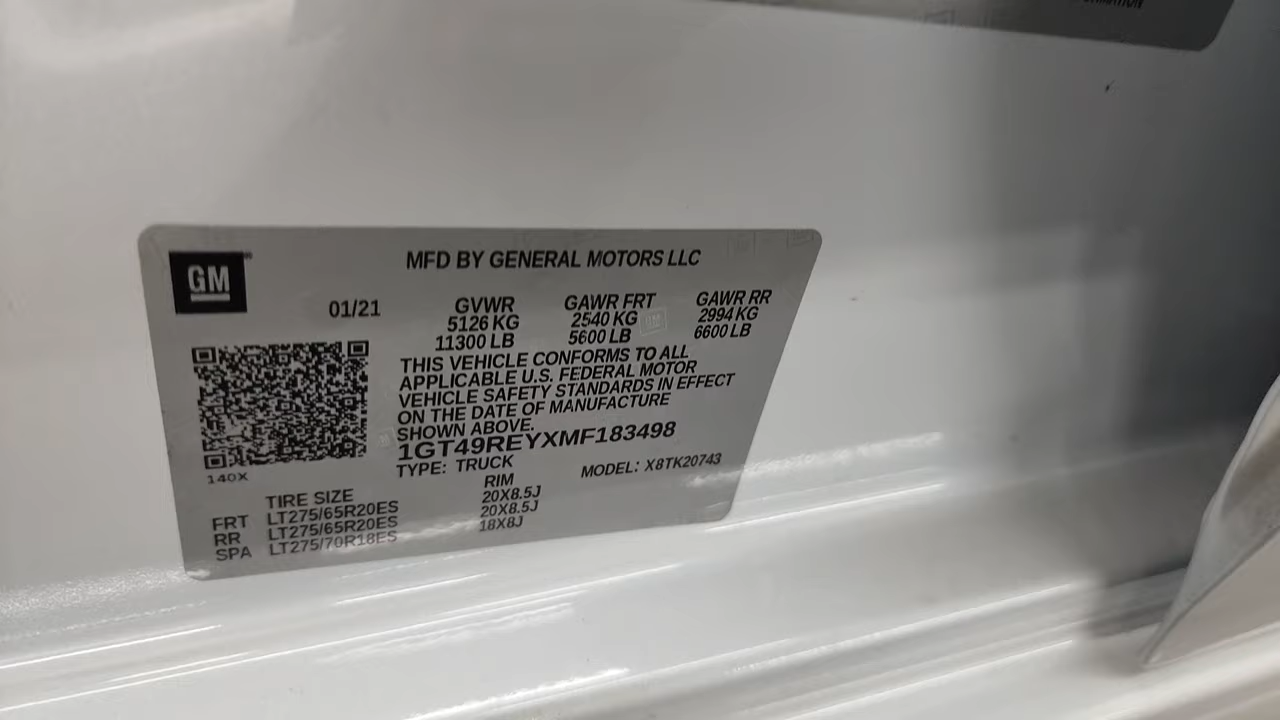 MFD BY GENERAL MOTORS LLC
GM
01/21
GVWR GAWR FRT GAWR RR
5126 KG 2540 KG 2994 KG
11300 LB 5600 LB 6600 LB
THIS VEHICLE CONFORMS TO ALL
APPLICABLE U.S. FEDERAL MOTOR
VEHICLE SAFETY STANDARDS IN EFFECT
ON THE DATE OF MANUFACTURE
SHOWN ABOVE.
1GT49REYXMF183498
TYPE: TRUCK MODEL: X8TK20743
140X
TIRE SIZE RIM
FRT LT275/65R20ES 20X8.5J
RR LT275/65R20ES 20X8.5J
SPA LT275/70R18ES 18X8J